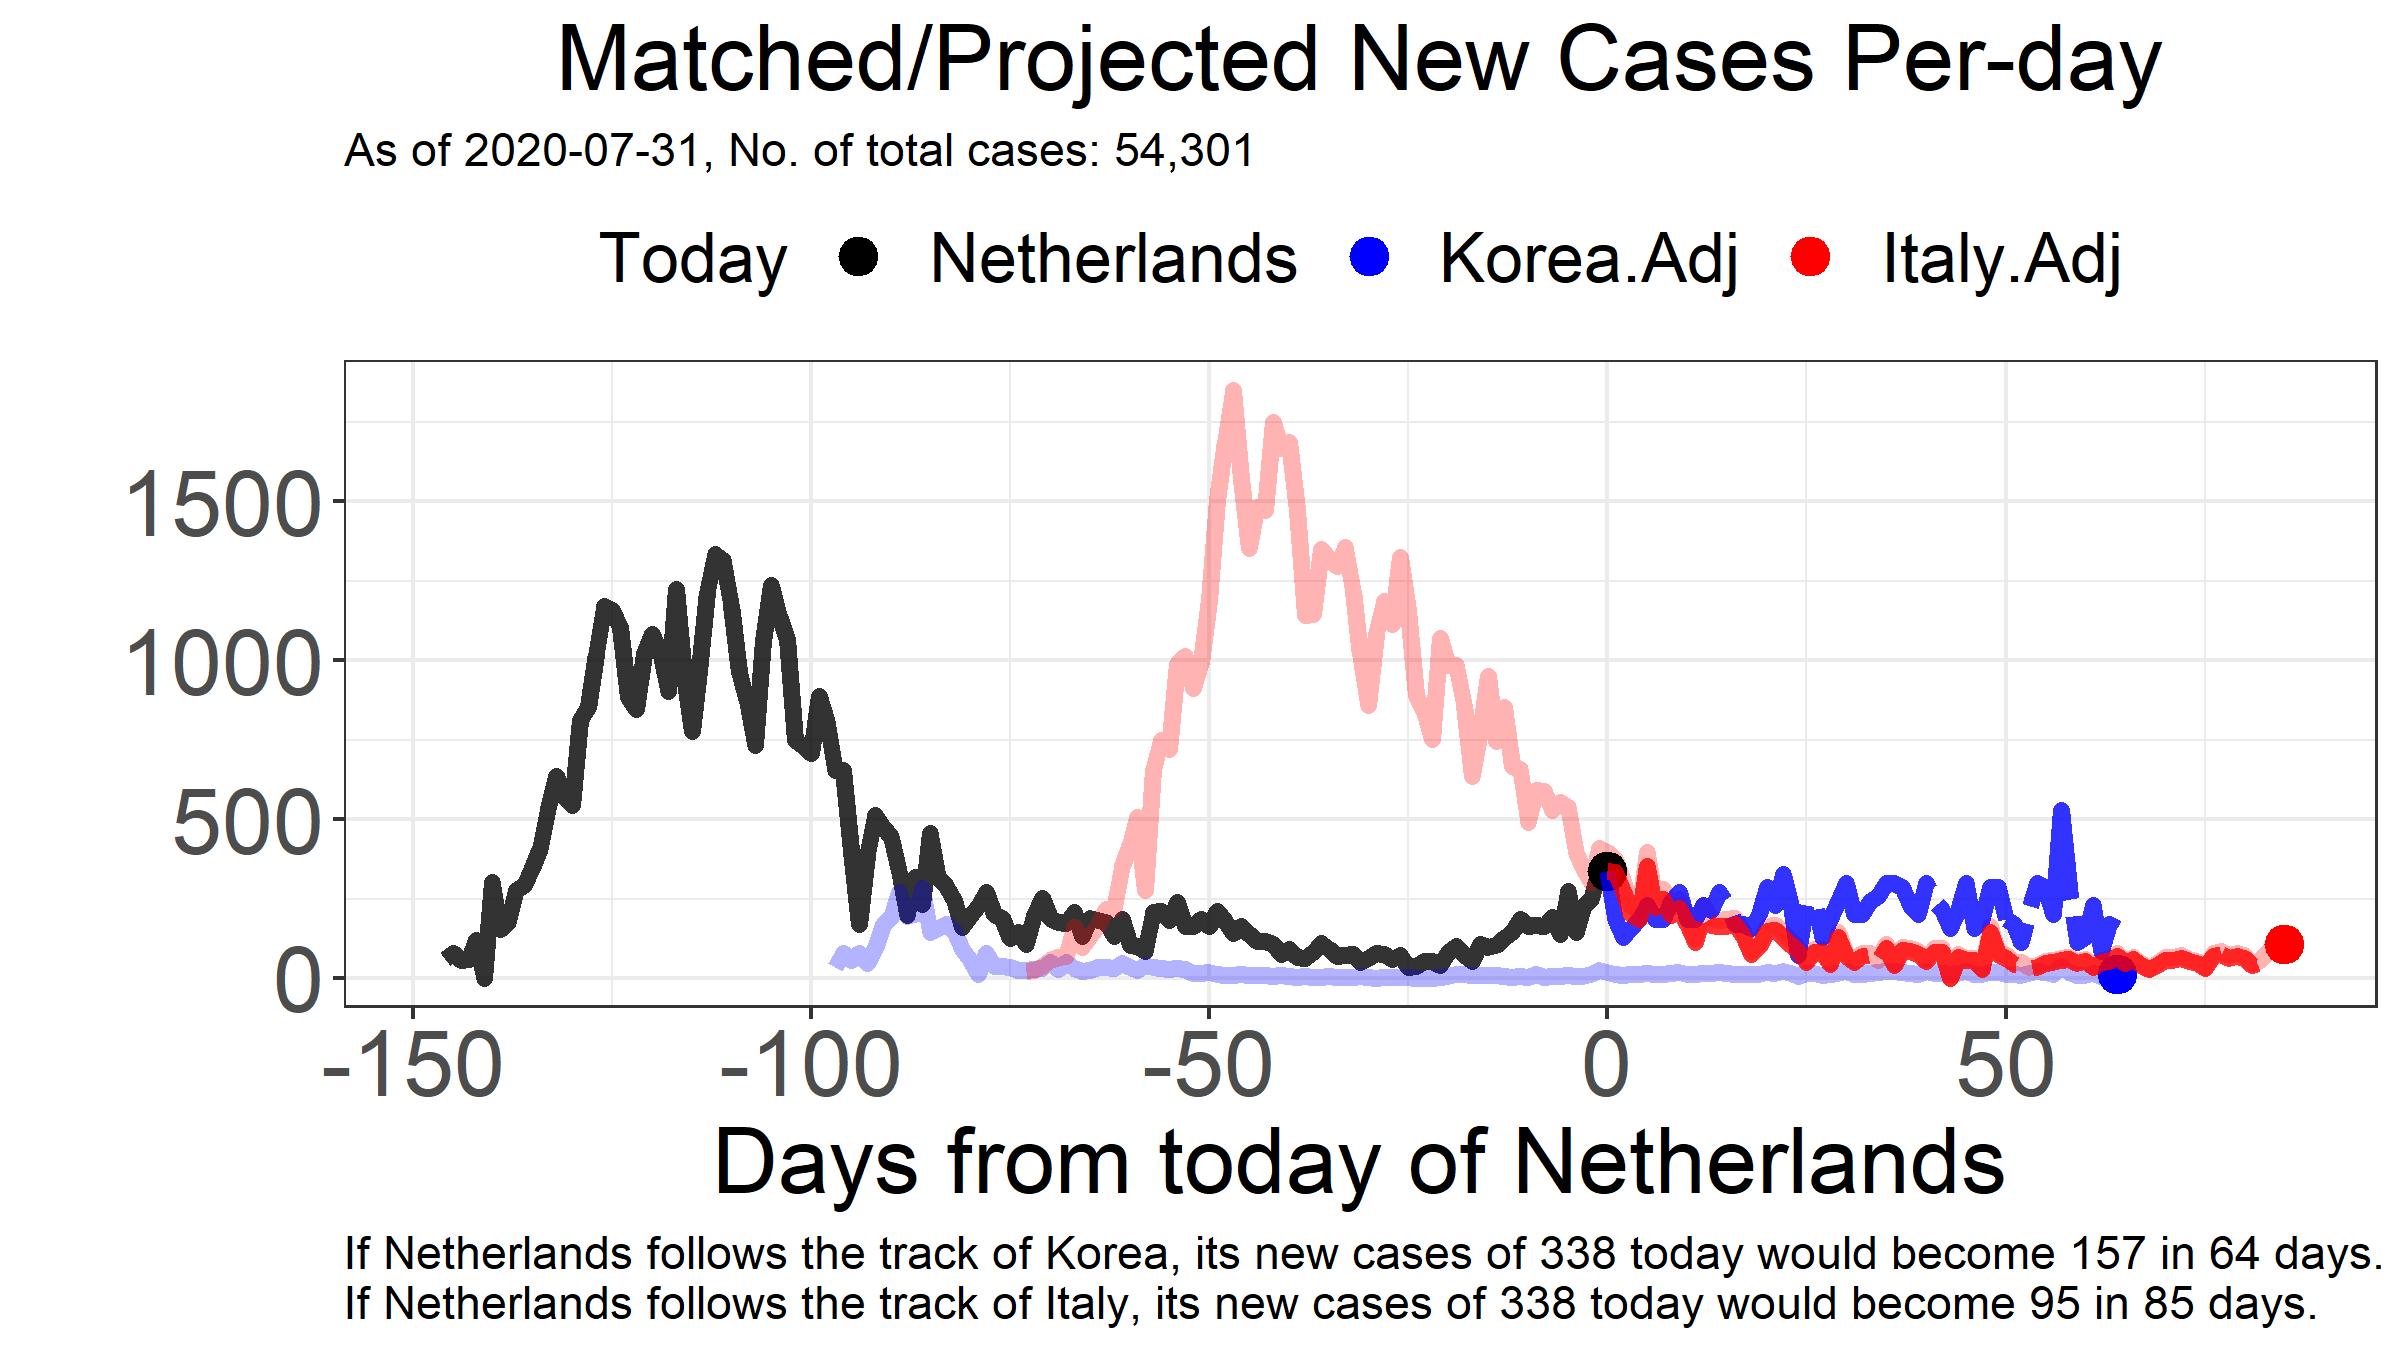 Matched/Projected New Cases Per-day
As of 2020-07-31, No. of total cases: 54,301
Today Netherlands Korea.Adj Italy.Adj
1500
1000
500
0
-150 -100 -50 0 50
Days from today of Netherlands
If Netherlands follows the track of Korea, its new cases of 338 today would become 157 in 64 days.
If Netherlands follows the track of Italy, its new cases of 338 today would become 95 in 85 days.